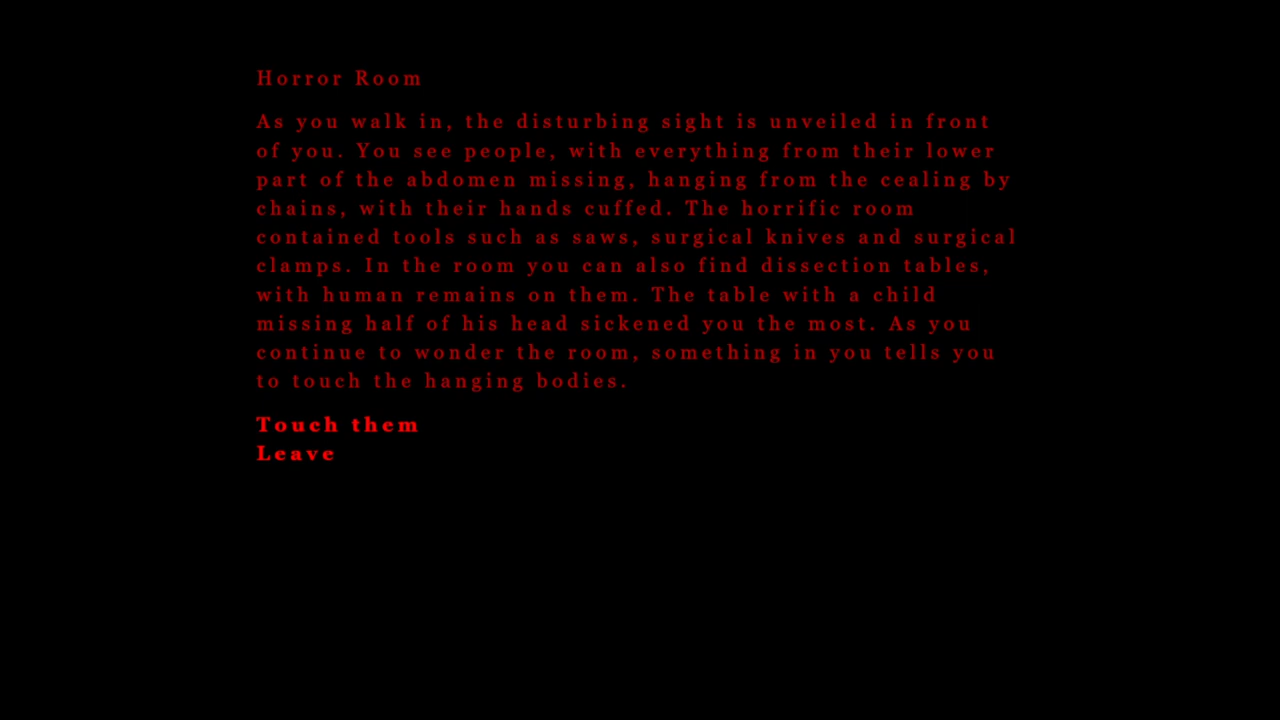 Horror Room
As you walk in, the disturbing sight is unveiled in front
of you. You see people, with everything from their lower
part of the abdomen missing, hanging from the cealing by
chains, with their hands cuffed. The horrific room
contained tools such as saws, surgical knives and surgical
clamps. In the room you can also find dissection tables,
with human remains on them. The table with a child
missing half of his head sickened you the most. As you
continue to wonder the room, something in you tells you
to touch the hanging bodies.
Touch them
Leave